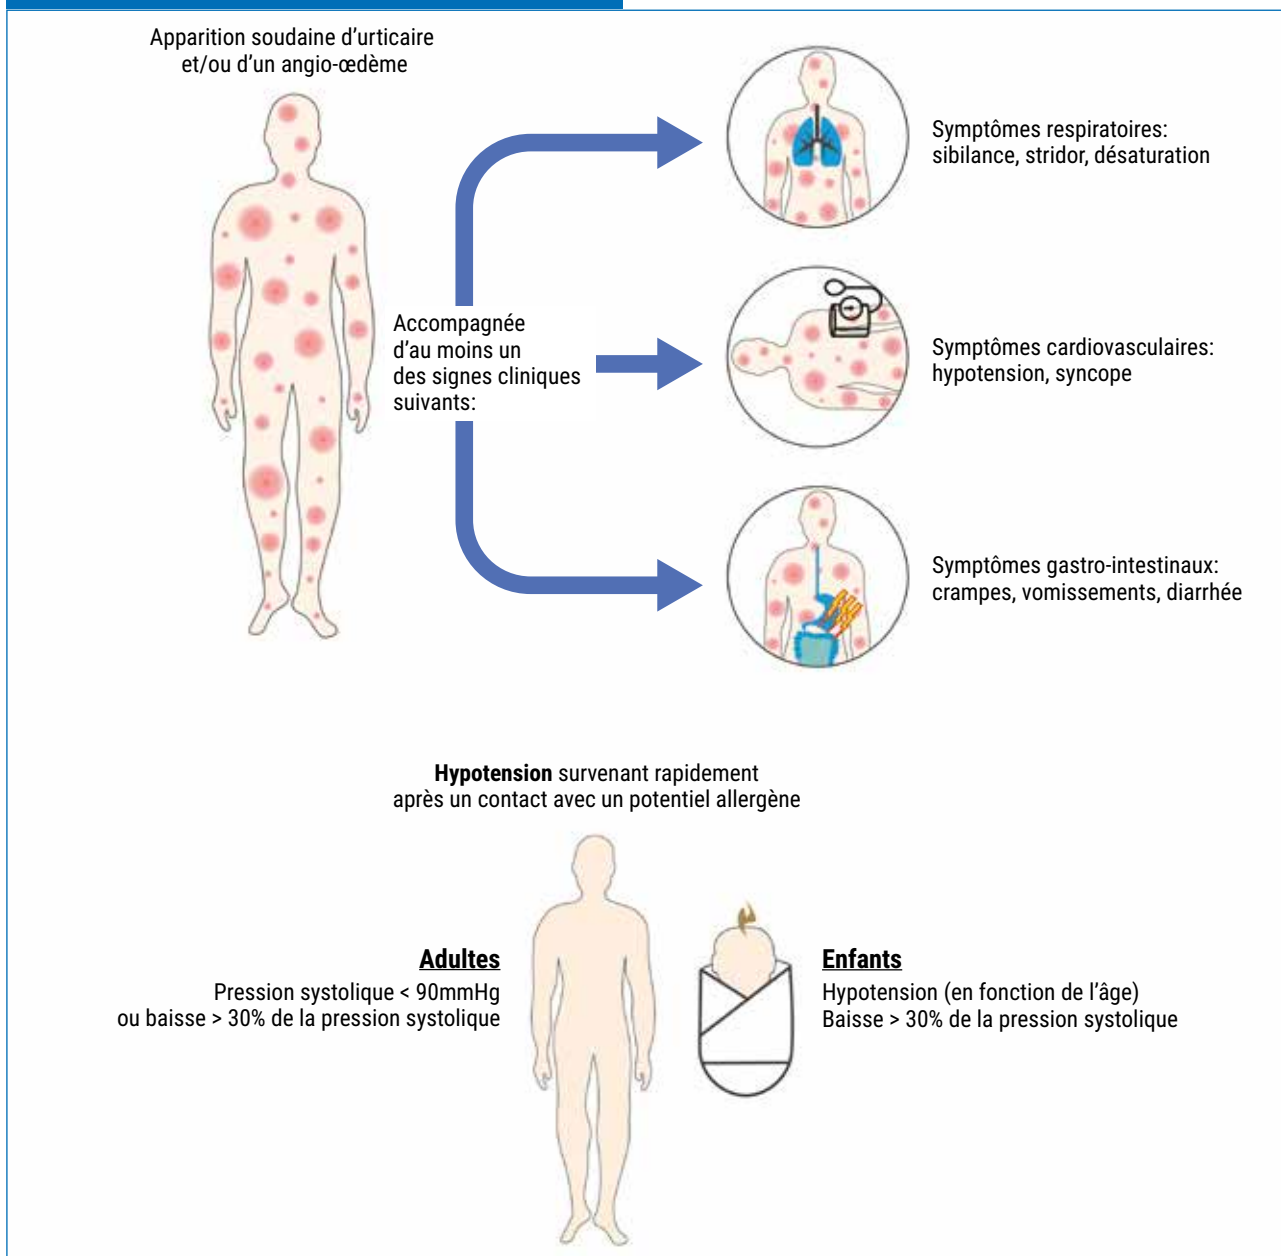 Apparition soudaine d’urticaire
et/ou d’un angio-œdème
Symptômes respiratoires:
sibilance, stridor, désaturation
Accompagnée
d’au moins un
des signes cliniques
suivants:
Symptômes cardiovasculaires:
hypotension, syncope
Symptômes gastro-intestinaux:
crampes, vomissements, diarrhée
Hypotension survenant rapidement
après un contact avec un potentiel allergène
Adultes
Pression systolique < 90mmHg
ou baisse > 30% de la pression systolique
Enfants
Hypotension (en fonction de l’âge)
Baisse > 30% de la pression systolique